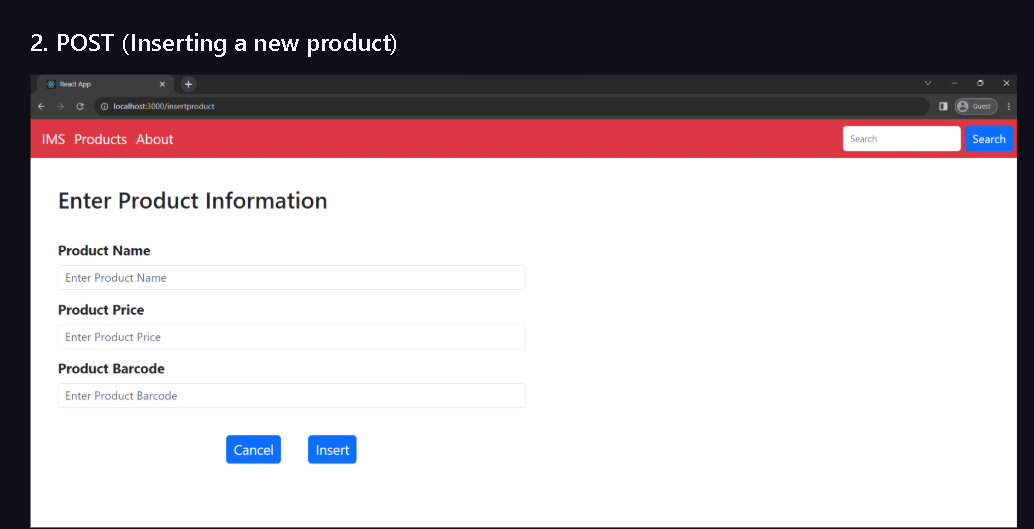 2. POST (Inserting a new product)
React App
localhost:3000/insertproduct
Guest
IMS Products About Search Search
Enter Product Information
Product Name
Enter Product Name
Product Price
Enter Product Price
Product Barcode
Enter Product Barcode
Cancel Insert